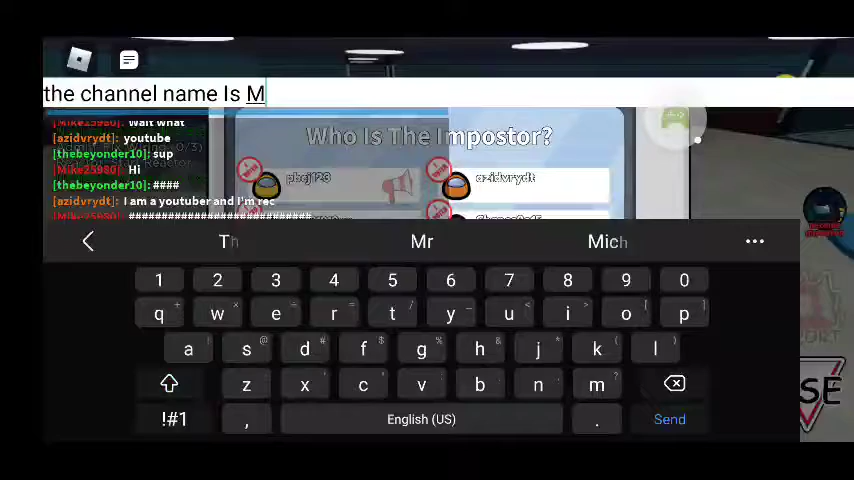 the channel name Is M
[Mike25980]: Wait what
[azidvrydt]: youtube
[thebeyonder10]: sup
[Mike25980]: Hi
[thebeyonder10]: ####
[azidvrydt]: I am a youtuber and I'm rec
Who Is The Impostor?
pbcj123
azidvrydt
Th
Mr
Mich
•••
1 2 3 4 5 6 7 8 9 0
q w e r t y u i o p
a s d f g h j k l
z x c v b n m
!#1 , English (US) . Send